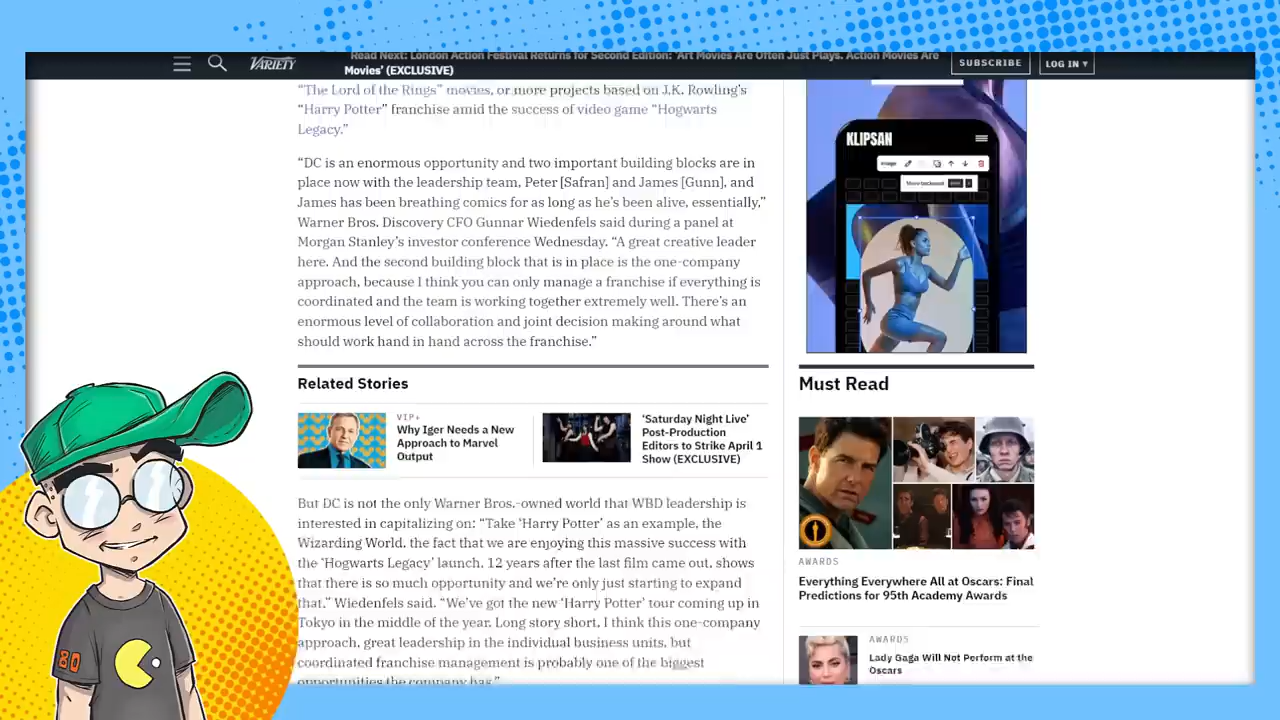 Read Next: London Action Festival Returns for Second Edition: ‘Art Movies Are Often Just Plays. Action Movies Are
Movies’ (EXCLUSIVE)
VARIETY
SUBSCRIBE
LOG IN ▾
“The Lord of the Rings” movies, or more projects based on J.K. Rowling’s
“Harry Potter” franchise amid the success of video game “Hogwarts
Legacy.”
“DC is an enormous opportunity and two important building blocks are in
place now with the leadership team, Peter [Safran] and James [Gunn], and
James has been breathing comics for as long as he’s been alive, essentially,”
Warner Bros. Discovery CFO Gunnar Wiedenfels said during a panel at
Morgan Stanley’s investor conference Wednesday. “A great creative leader
here. And the second building block that is in place is the one-company
approach, because I think you can only manage a franchise if everything is
coordinated and the team is working together extremely well. There’s an
enormous level of collaboration and joint decision making around what
should work hand in hand across the franchise.”
Related Stories
VIP+
Why Iger Needs a New
Approach to Marvel
Output
‘Saturday Night Live’
Post-Production
Editors to Strike April 1
Show (EXCLUSIVE)
But DC is not the only Warner Bros.-owned world that WBD leadership is
interested in capitalizing on: “Take ‘Harry Potter’ as an example, the
Wizarding World, the fact that we are enjoying this massive success with
the ‘Hogwarts Legacy’ launch, 12 years after the last film came out, shows
that there is so much opportunity and we’re only just starting to expand
that,” Wiedenfels said. “We’ve got the new ‘Harry Potter’ tour coming up in
Tokyo in the middle of the year. Long story short, I think this one-company
approach, great leadership in the individual business units, but
coordinated franchise management is probably one of the biggest
opportunities the company has.”
KLIPSAN
Image
Must Read
AWARDS
Everything Everywhere All at Oscars: Final
Predictions for 95th Academy Awards
AWARDS
Lady Gaga Will Not Perform at the
Oscars
80